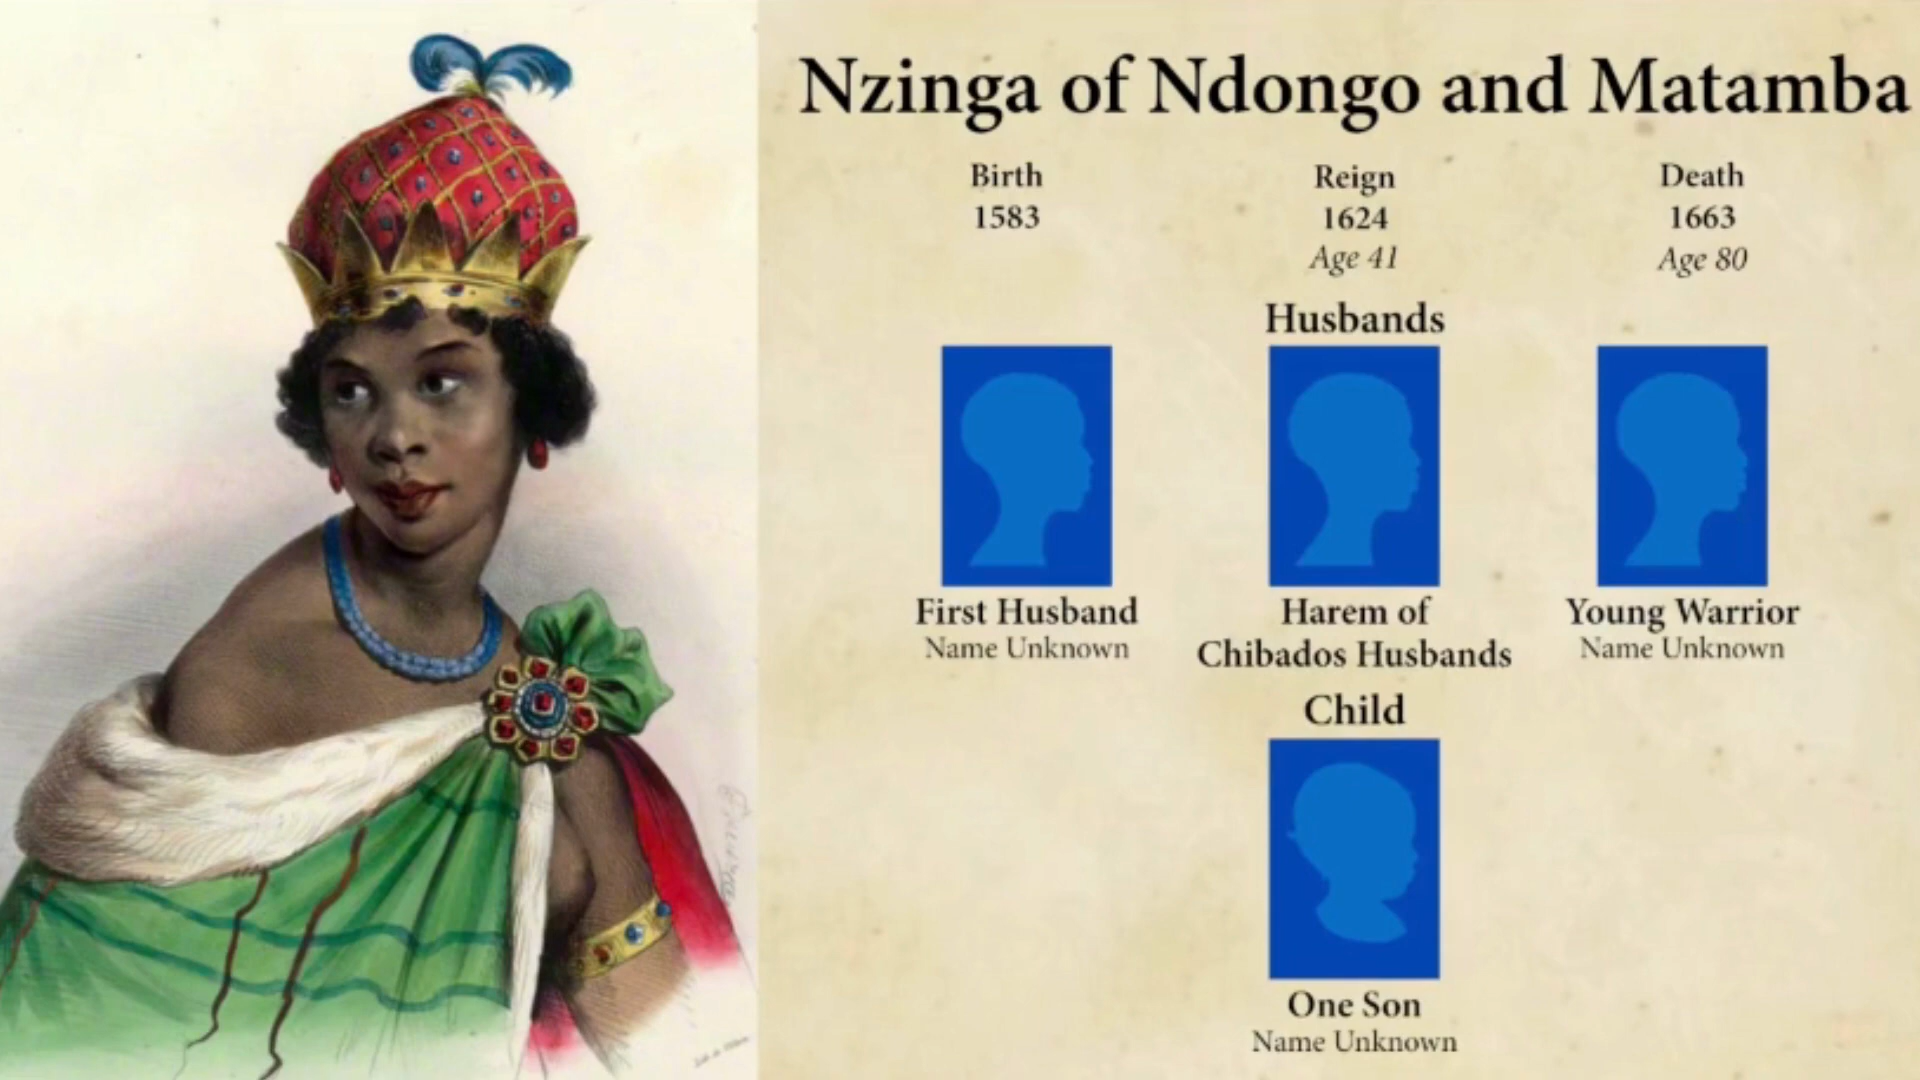 Nzinga of Ndongo and Matamba
Birth
1583
Reign
1624
Age 41
Death
1663
Age 80
Husbands
First Husband
Name Unknown
Harem of
Chibados Husbands
Young Warrior
Name Unknown
Child
One Son
Name Unknown